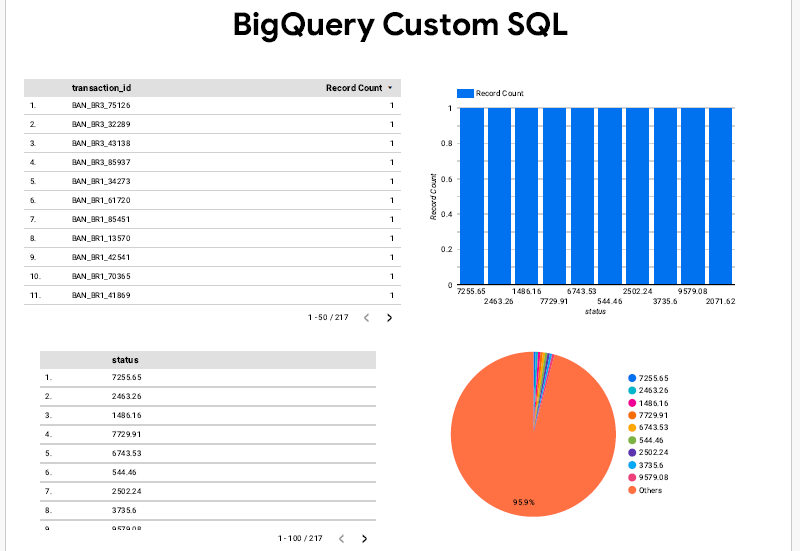 BigQuery Custom SQL
transaction_id Record Count
1. BAN_BR3_75126 1
2. BAN_BR3_32289 1
3. BAN_BR3_43138 1
4. BAN_BR3_85937 1
5. BAN_BR1_34273 1
6. BAN_BR1_61720 1
7. BAN_BR1_85451 1
8. BAN_BR1_13570 1
9. BAN_BR1_42541 1
10. BAN_BR1_70365 1
11. BAN_BR1_41869 1
1 - 50 / 217
Record Count
1
0.8
0.6
0.4
0.2
0
Record Count
7255.65 1486.16 6743.53 2502.24 9579.08
2463.26 7729.91 544.46 3735.6 2071.62
status
status
1. 7255.65
2. 2463.26
3. 1486.16
4. 7729.91
5. 6743.53
6. 544.46
7. 2502.24
8. 3735.6
9. 9579.08
1 - 100 / 217
95.9%
7255.65
2463.26
1486.16
7729.91
6743.53
544.46
2502.24
3735.6
9579.08
Others